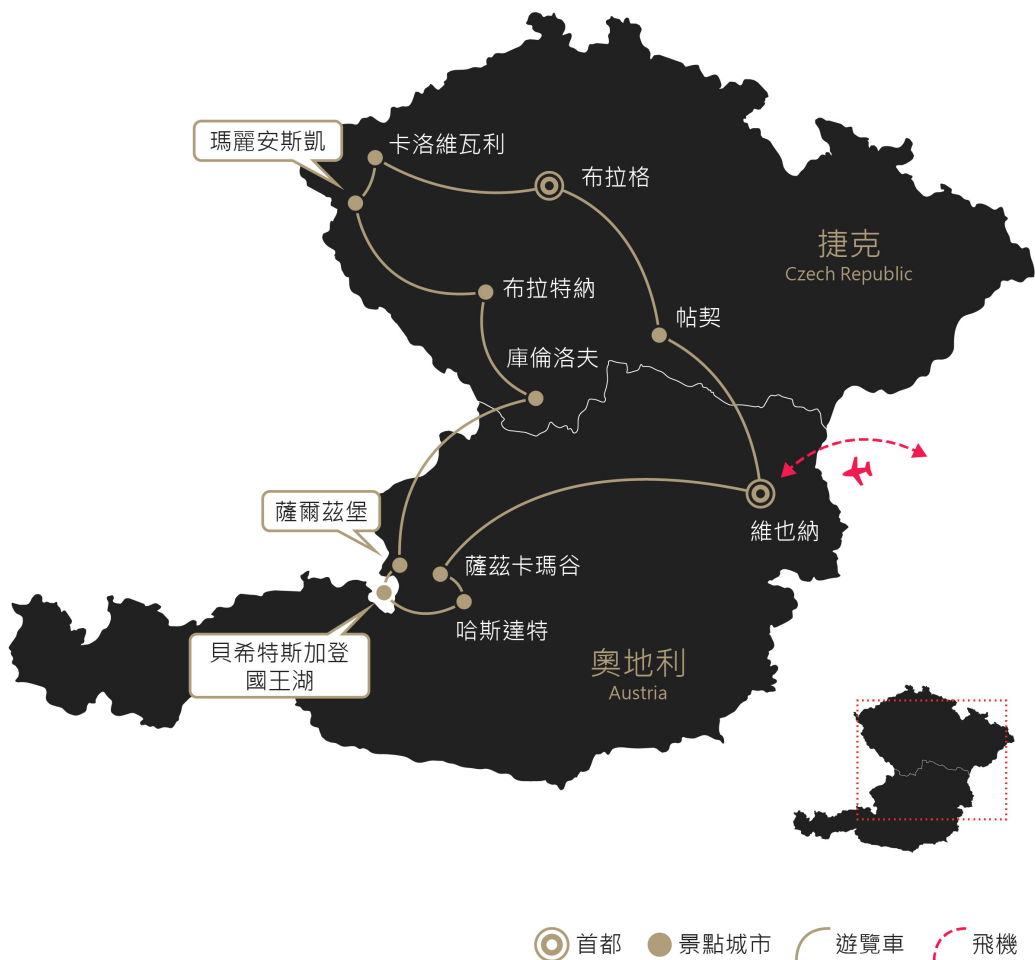 瑪麗安斯凱
卡洛維瓦利
布拉格
捷克
Czech Republic
布拉特納
帖契
庫倫洛夫
薩爾茲堡
維也納
薩茲卡瑪谷
哈斯達特
貝希特斯加登
國王湖
奧地利
Austria
首都
景點城市
遊覽車
飛機